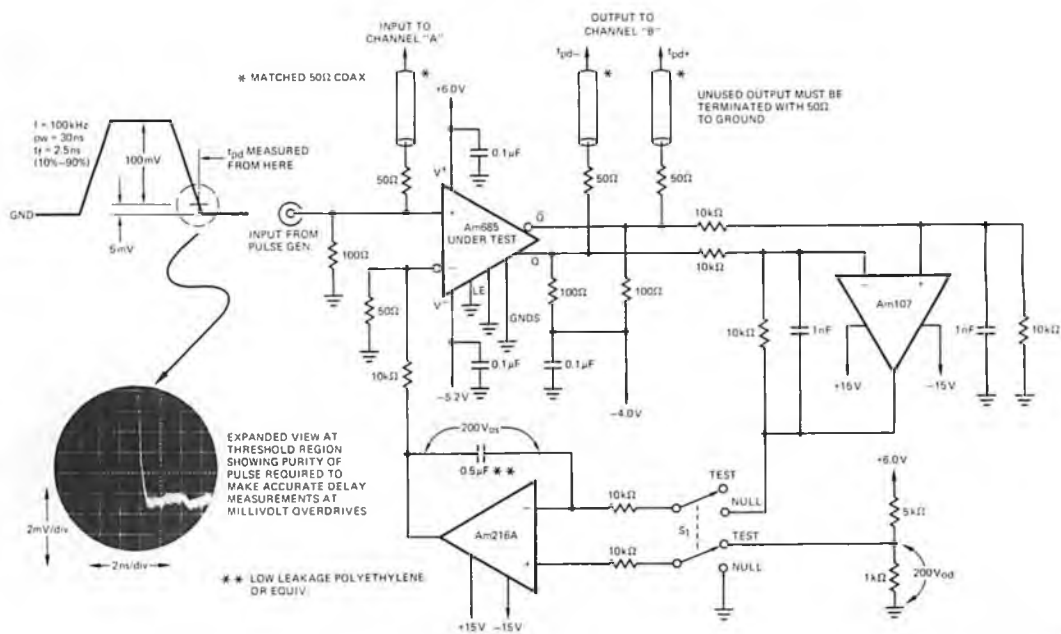 INPUT TO
CHANNEL "A"
OUTPUT TO
CHANNEL "B"
tpd−
tpd+
* MATCHED 50Ω COAX
*
*
*
UNUSED OUTPUT MUST BE
TERMINATED WITH 50Ω
TO GROUND
+6.0V
0.1μF
50Ω
50Ω
50Ω
f = 100kHz
pw = 30ns
tf = 2.5ns
(10%–90%)
100mV
tpd MEASURED
FROM HERE
GND
5mV
INPUT FROM
PULSE GEN.
100Ω
V+
+
Am685
UNDER TEST
−
V−
LE
GNDS
Q̄
Q
10kΩ
10kΩ
50Ω
100Ω
100Ω
10kΩ
0.1μF
0.1μF
−5.2V
−4.0V
10kΩ
1nF
−
+
Am107
+15V
−15V
1nF
10kΩ
EXPANDED VIEW AT
THRESHOLD REGION
SHOWING PURITY OF
PULSE REQUIRED TO
MAKE ACCURATE DELAY
MEASUREMENTS AT
MILLIVOLT OVERDRIVES
2mV/div
2ns/div
200Vos
0.5μF **
−
Am216A
+
+15V
−15V
10kΩ
10kΩ
TEST
NULL
S1
TEST
NULL
+6.0V
5kΩ
1kΩ
200Vod
** LOW LEAKAGE POLYETHYLENE
OR EQUIV.